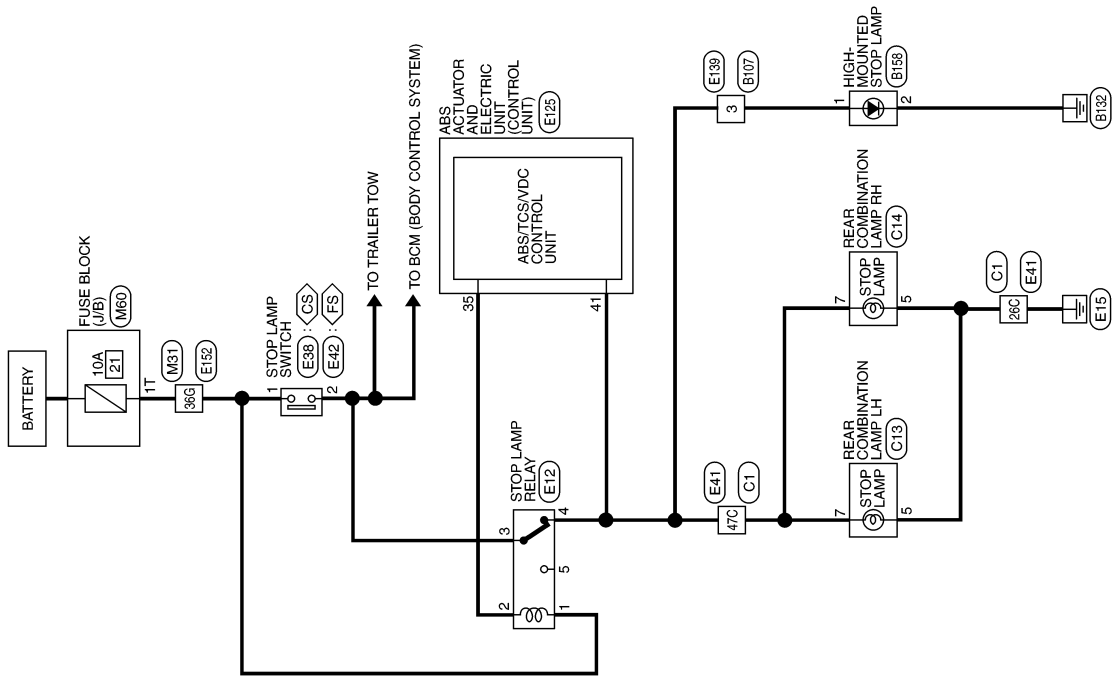 BATTERY
FUSE BLOCK
(J/B)
M60
10A
21
1T
36G
M31
E152
STOP LAMP
SWITCH
E38 : CS
E42 : FS
1
2
TO TRAILER TOW
TO BCM (BODY CONTROL SYSTEM)
ABS
ACTUATOR
AND
ELECTRIC
UNIT
(CONTROL
UNIT)
E125
ABS/TCS/VDC
CONTROL
UNIT
35
41
STOP LAMP
RELAY
E12
2
3
1
5
4
47C
E41
C1
3
E139
B107
REAR
COMBINATION
LAMP LH
C13
7
STOP
LAMP
5
REAR
COMBINATION
LAMP RH
C14
7
STOP
LAMP
5
HIGH-
MOUNTED
STOP LAMP
B158
1
2
26C
C1
E41
E15
B132